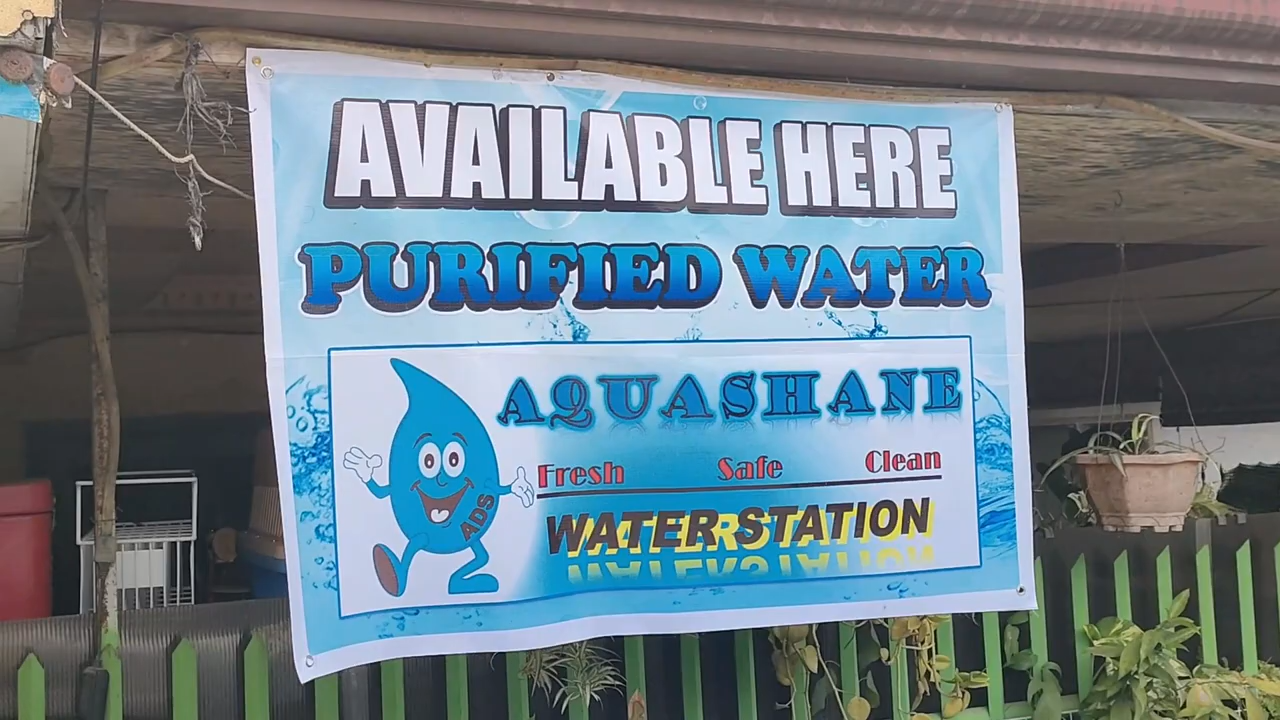 AVAILABLE HERE
PURIFIED WATER
AQUASHANE
Fresh Safe Clean
ADS
WATER STATION